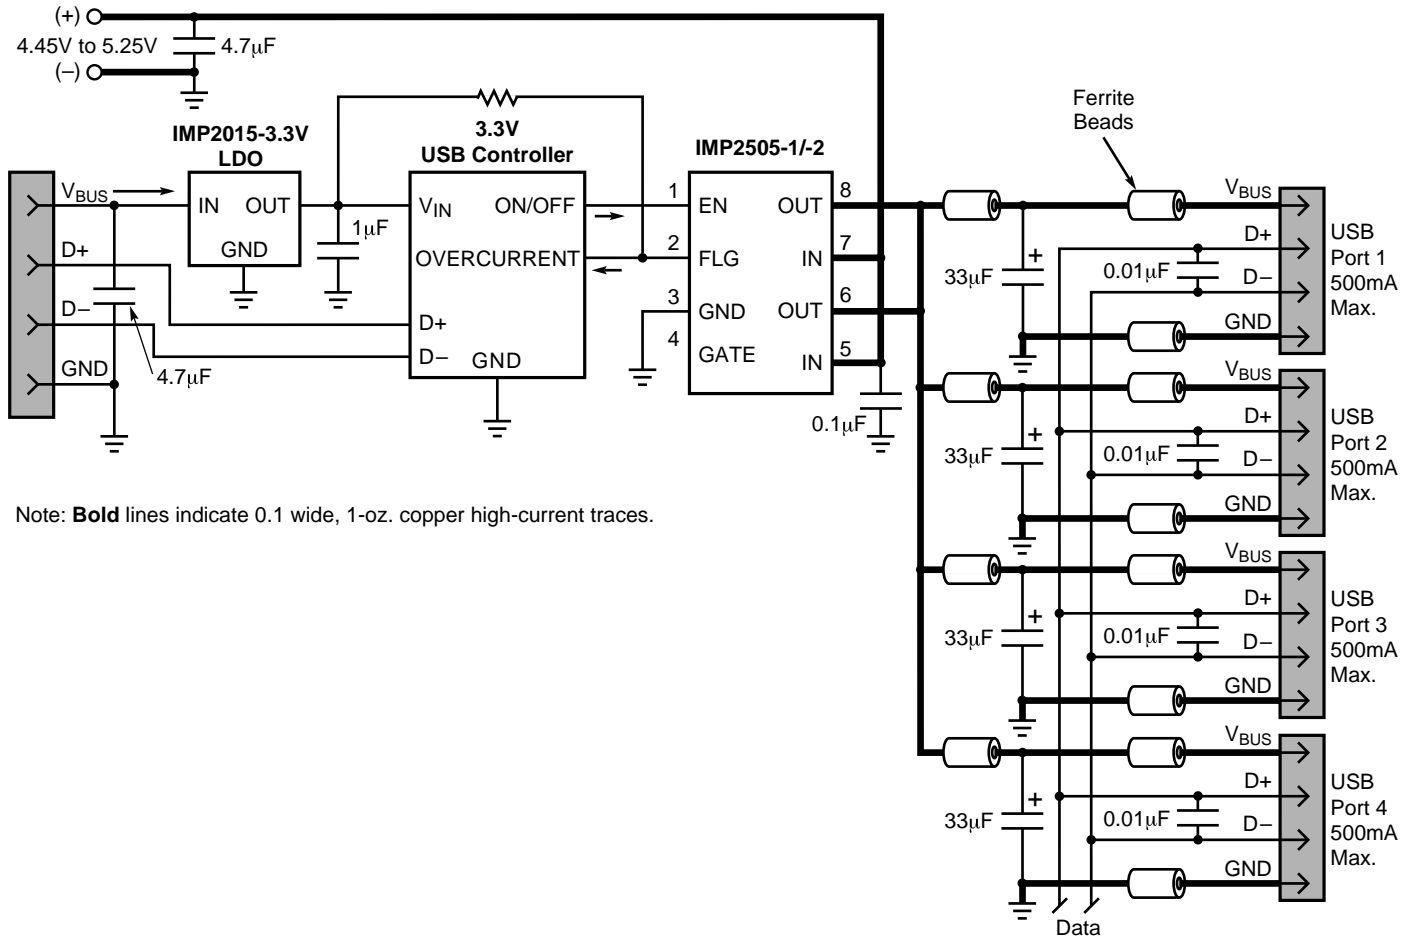 (+)
4.45V to 5.25V
(–)
4.7μF
IMP2015-3.3V
LDO
3.3V
USB Controller
IMP2505-1/-2
Ferrite
Beads
VBUS
D+
D–
GND
4.7μF
IN
OUT
GND
1μF
VIN
ON/OFF
OVERCURRENT
D+
D–
GND
1
2
3
4
EN
FLG
GND
GATE
OUT
IN
OUT
IN
8
7
6
5
0.1μF
33μF
+
0.01μF
VBUS
D+
D–
GND
USB
Port 1
500mA
Max.
33μF
+
0.01μF
VBUS
D+
D–
GND
USB
Port 2
500mA
Max.
33μF
+
0.01μF
VBUS
D+
D–
GND
USB
Port 3
500mA
Max.
33μF
+
0.01μF
VBUS
D+
D–
GND
USB
Port 4
500mA
Max.
Data
Note: Bold lines indicate 0.1 wide, 1-oz. copper high-current traces.